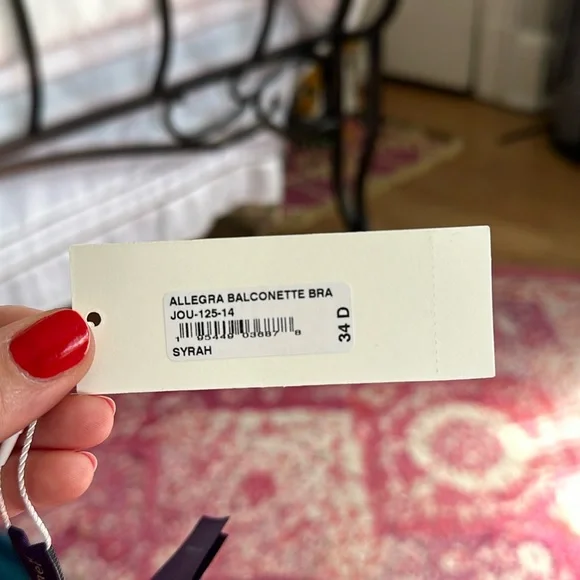 ALLEGRA BALCONETTE BRA
JOU-125-14
SYRAH
34 D